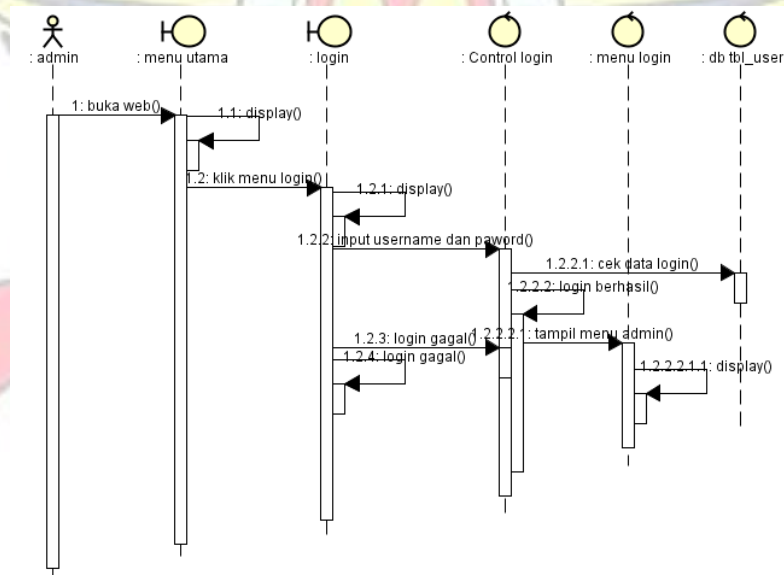 : admin
: menu utama
: login
: Control login
: menu login
: db tbl_user
1: buka web()
1.1: display()
1.2: klik menu login()
1.2.1: display()
1.2.2: input username dan paword()
1.2.2.1: cek data login()
1.2.2.2: login berhasil()
1.2.3: login gagal()
1.2.2.2.1: tampil menu admin()
1.2.4: login gagal()
1.2.2.2.1.1: display()